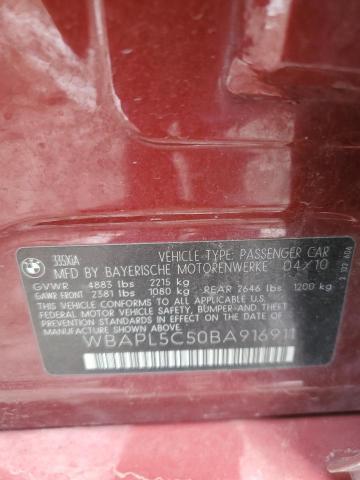 BMW
335XIA
VEHICLE TYPE: PASSENGER CAR
MFD BY BAYERISCHE MOTORENWERKE 04/10
GVWR 4883 lbs 2215 kg
GAWR FRONT 2381 lbs 1080 kg REAR 2646 lbs 1200 kg
THIS VEHICLE CONFORMS TO ALL APPLICABLE
FEDERAL MOTOR VEHICLE SAFETY, BUMPER AND
THEFT PREVENTION STANDARDS IN EFFECT ON THE
DATE OF MANUFACTURE SHOWN ABOVE.
WBAPL5C50BA916911